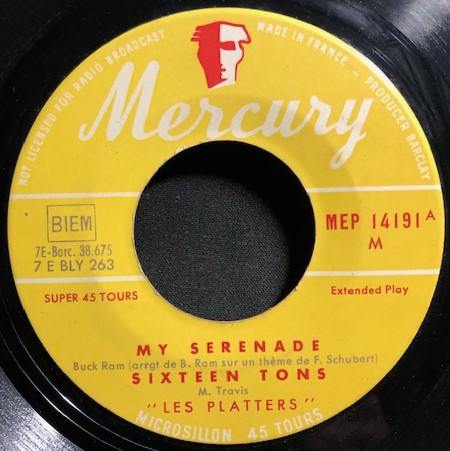 NOT LICENSED FOR RADIO BROADCAST
MADE IN FRANCE - PRODUCER BARCLAY
Mercury
BIEM
7E-Borc. 38.675
7 E BLY 263
MEP 14191 A
M
SUPER 45 TOURS
Extended Play
MY SERENADE
Buck Ram (arrgt de B. Ram sur un thème de F. Schubert)
SIXTEEN TONS
M. Travis
"LES PLATTERS"
MICROSILLON 45 TOURS